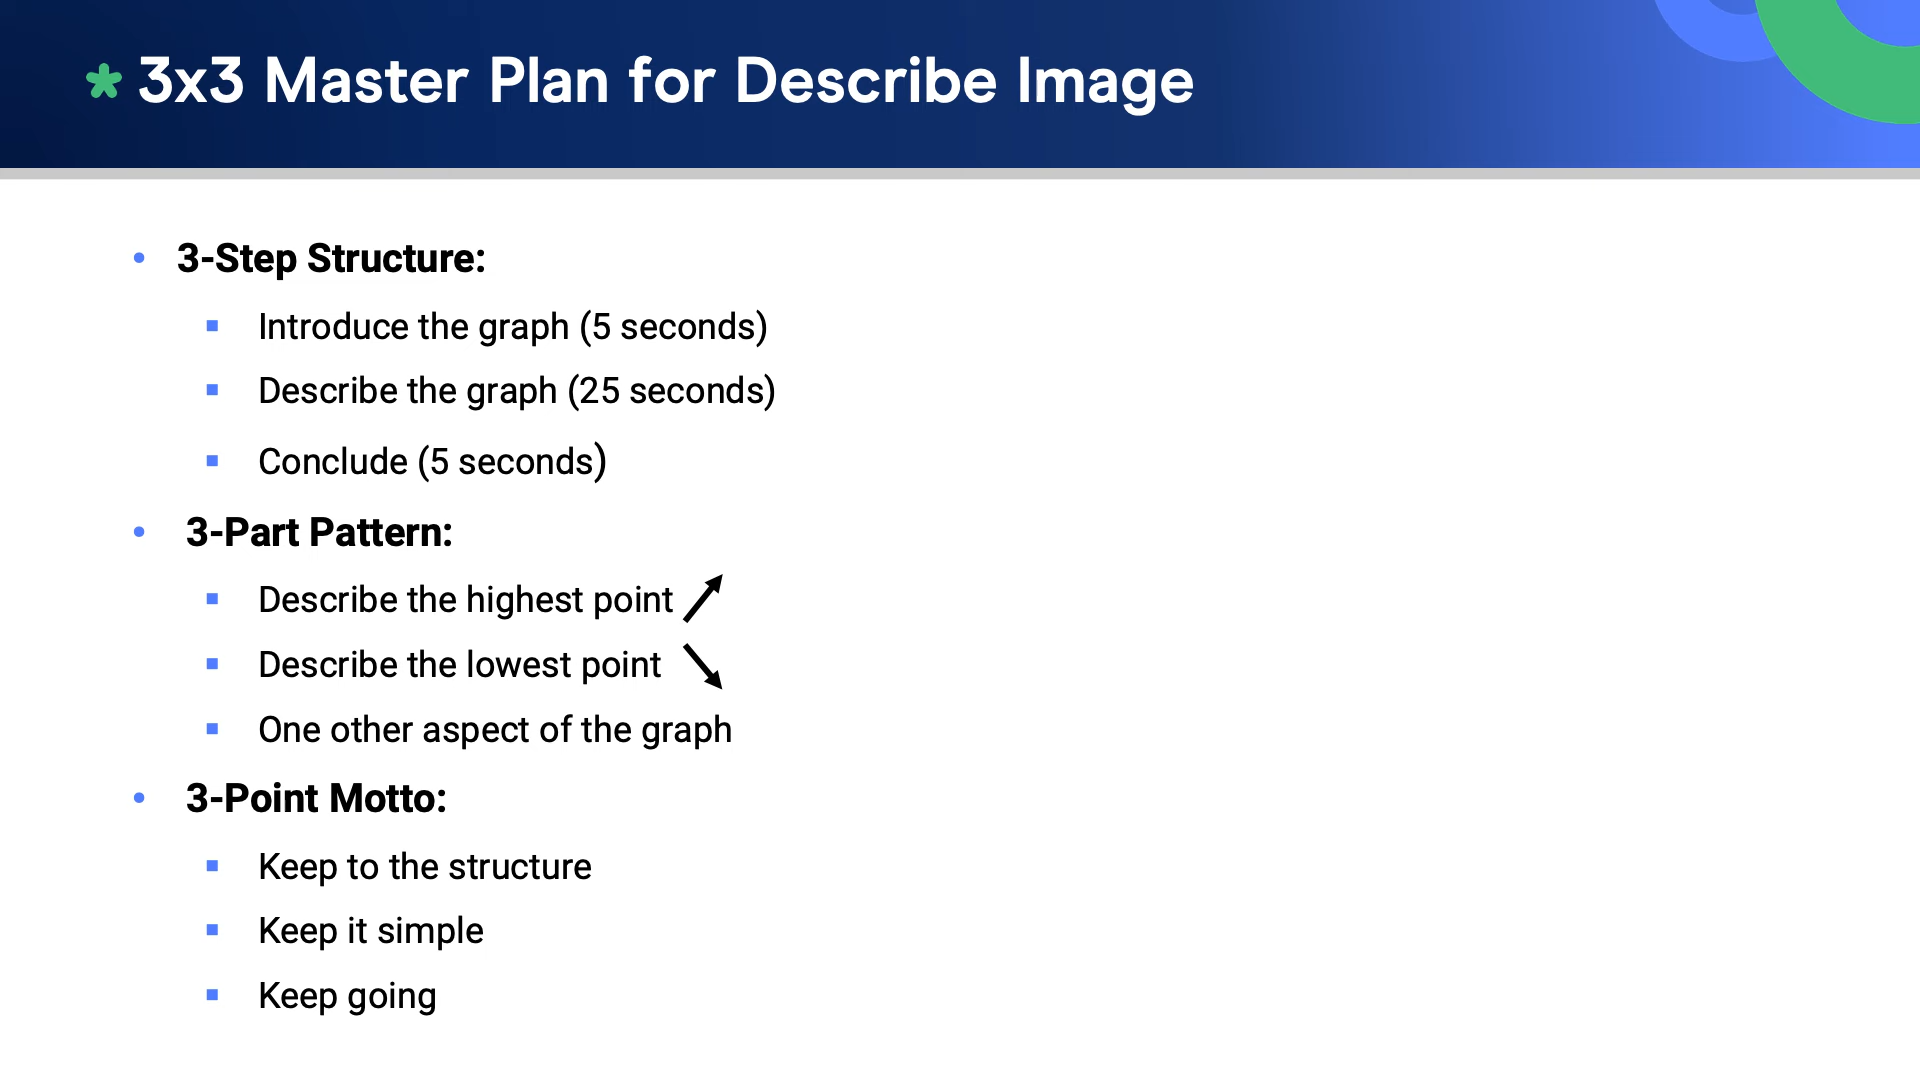 * 3x3 Master Plan for Describe Image
• 3-Step Structure:
▪ Introduce the graph (5 seconds)
▪ Describe the graph (25 seconds)
▪ Conclude (5 seconds)
• 3-Part Pattern:
▪ Describe the highest point
▪ Describe the lowest point
▪ One other aspect of the graph
• 3-Point Motto:
▪ Keep to the structure
▪ Keep it simple
▪ Keep going